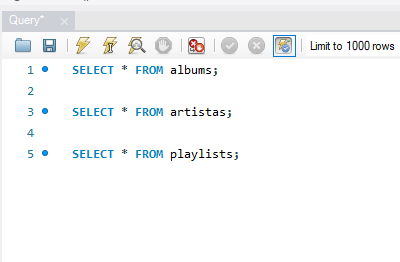 Query*
Limit to 1000 rows
1 SELECT * FROM albums;
2
3 SELECT * FROM artistas;
4
5 SELECT * FROM playlists;